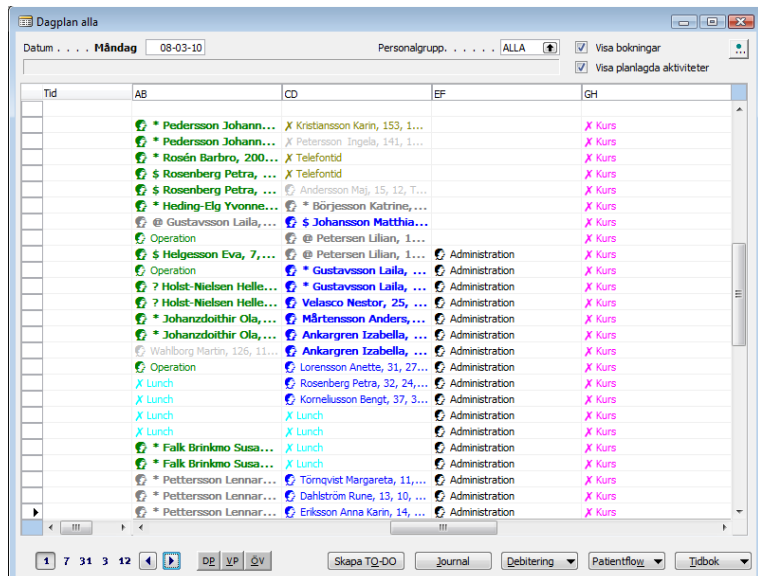 Dagplan alla
Datum . . . . Måndag 08-03-10 Personalgrupp. . . . . . ALLA Visa bokningar
Visa planlagda aktiviteter
Tid AB CD EF GH
* Pedersson Johann... X Kristiansson Karin, 153, 1... X Kurs
* Pedersson Johann... X Petersson Ingela, 141, 1... X Kurs
* Rosén Barbro, 200... X Telefontid X Kurs
$ Rosenberg Petra, ... X Telefontid X Kurs
$ Rosenberg Petra, ... Andersson Maj, 15, 12, T... X Kurs
* Heding-Elg Yvonne... * Börjesson Katrine,... X Kurs
@ Gustavsson Laila,... $ Johansson Matthia... X Kurs
Operation @ Petersen Lilian, 1... X Kurs
$ Helgesson Eva, 7,... @ Petersen Lilian, 1... Administration X Kurs
Operation * Gustavsson Laila, ... Administration X Kurs
? Holst-Nielsen Helle... * Gustavsson Laila, ... Administration X Kurs
? Holst-Nielsen Helle... Velasco Nestor, 25, ... Administration X Kurs
* Johanzdoithir Ola,... Mårtensson Anders,... Administration X Kurs
* Johanzdoithir Ola,... Ankargren Izabella, ... Administration X Kurs
Wahlborg Martin, 126, 11... Ankargren Izabella, ... Administration X Kurs
Operation Lorensson Anette, 31, 27... Administration X Kurs
X Lunch Rosenberg Petra, 32, 24,... Administration X Kurs
X Lunch Korneliusson Bengt, 37, 3... Administration X Kurs
X Lunch X Lunch Administration X Kurs
X Lunch X Lunch Administration X Kurs
* Falk Brinkmo Susa... X Lunch Administration X Kurs
* Falk Brinkmo Susa... X Lunch Administration X Kurs
* Pettersson Lennar... Törnqvist Margareta, 11,... Administration X Kurs
* Pettersson Lennar... Dahlström Rune, 13, 10, ... Administration X Kurs
* Pettersson Lennar... Eriksson Anna Karin, 14, ... Administration X Kurs
1 7 31 3 12 DP VP ÖV Skapa TO-DO Journal Debitering Patientflow Tidbok